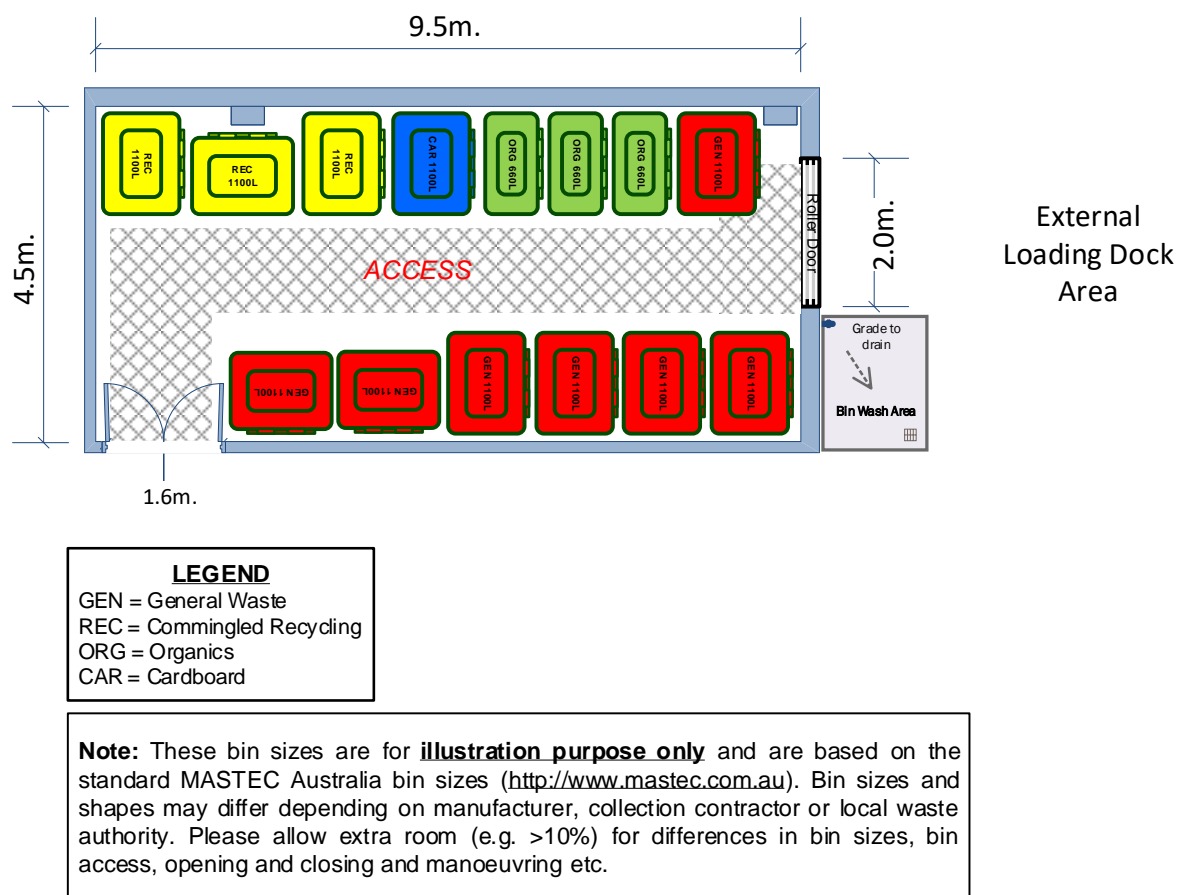 9.5m.
4.5m.
REC
1100L
REC
1100L
REC
1100L
CAR 1100L
ORG 660L
ORG 660L
ORG 660L
GEN 1100L
Roller Door
2.0m.
External
Loading Dock
Area
ACCESS
GEN 1100L
GEN 1100L
GEN 1100L
GEN 1100L
GEN 1100L
GEN 1100L
Grade to
drain
Bin Wash Area
1.6m.
LEGEND
GEN = General Waste
REC = Commingled Recycling
ORG = Organics
CAR = Cardboard
Note: These bin sizes are for illustration purpose only and are based on the
standard MASTEC Australia bin sizes (http://www.mastec.com.au). Bin sizes and
shapes may differ depending on manufacturer, collection contractor or local waste
authority. Please allow extra room (e.g. >10%) for differences in bin sizes, bin
access, opening and closing and manoeuvring etc.